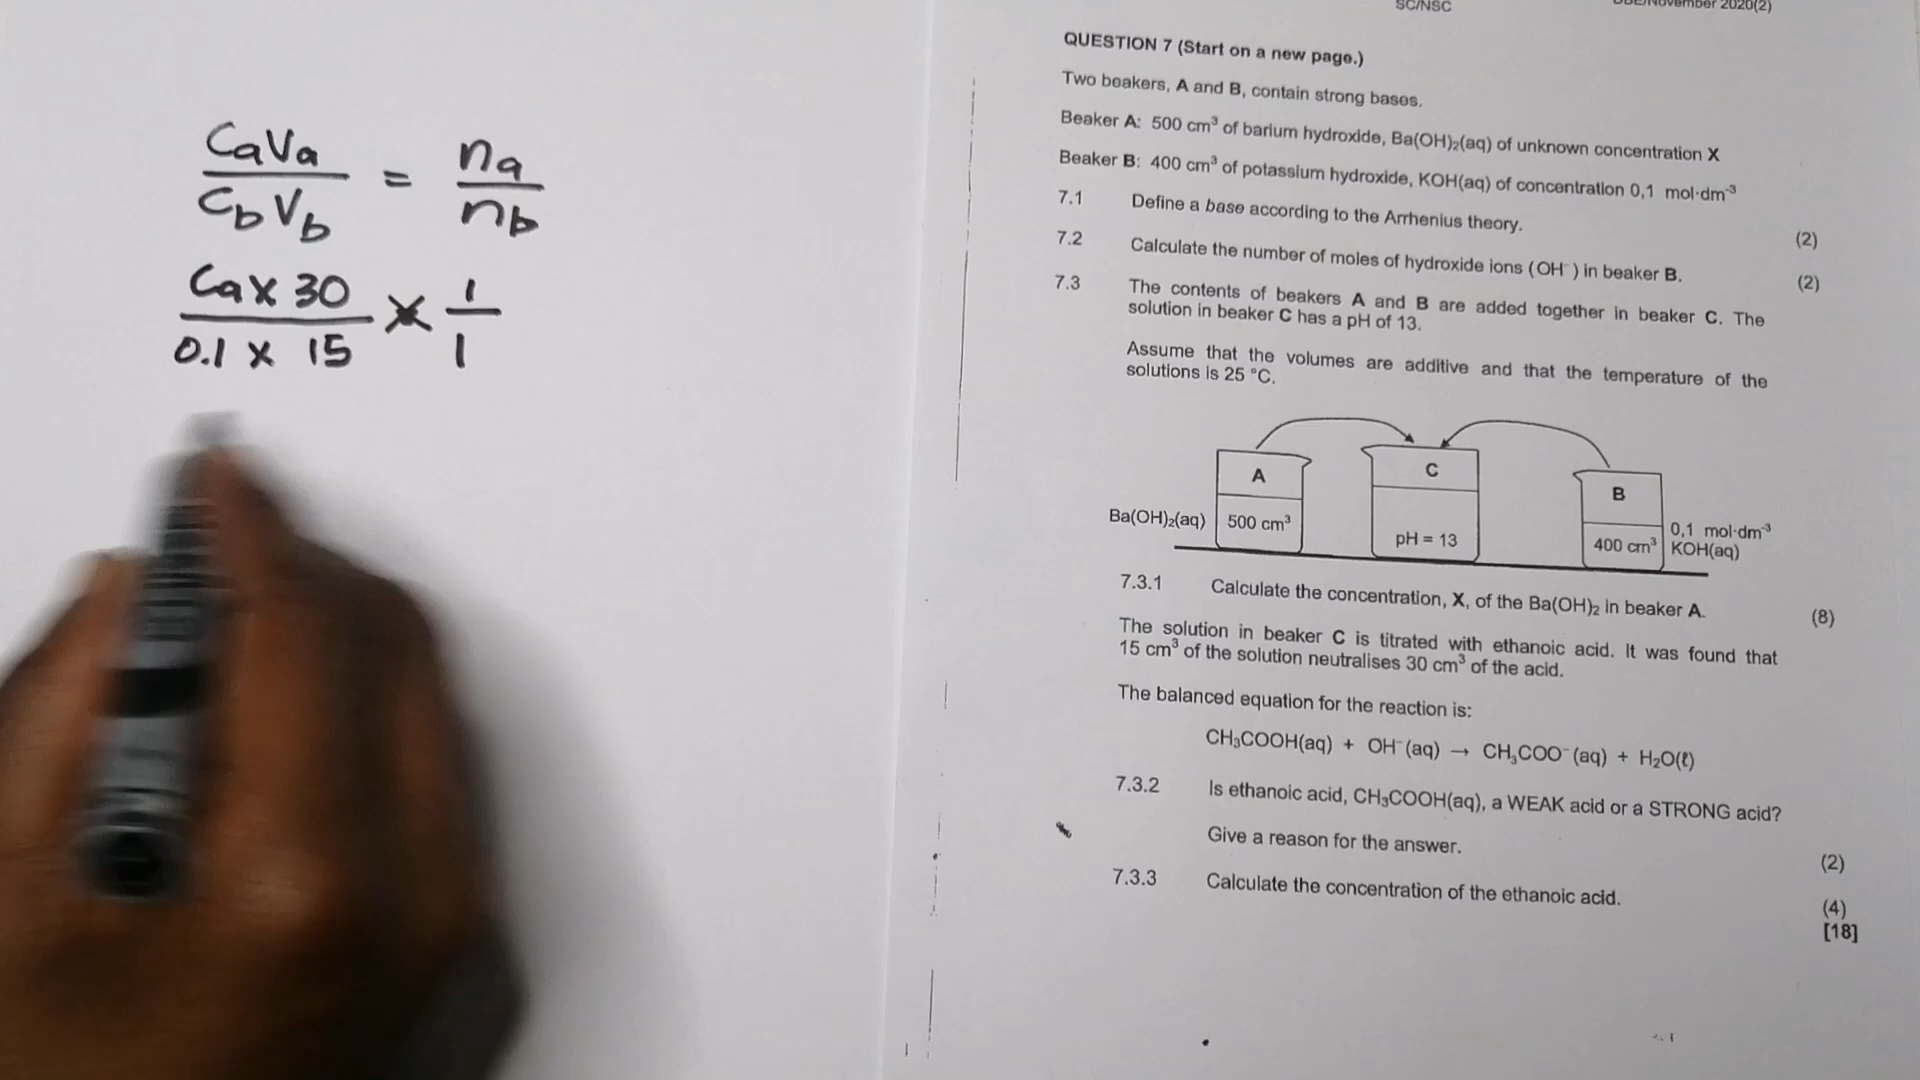 CaVa / CbVb = na / nb
Ca x 30 / 0.1 x 15 x 1 / 1
SC/NSC
November 2020(2)
QUESTION 7 (Start on a new page.)
Two beakers, A and B, contain strong bases.
Beaker A: 500 cm³ of barium hydroxide, Ba(OH)₂(aq) of unknown concentration X
Beaker B: 400 cm³ of potassium hydroxide, KOH(aq) of concentration 0,1 mol·dm⁻³
7.1 Define a base according to the Arrhenius theory. (2)
7.2 Calculate the number of moles of hydroxide ions (OH⁻) in beaker B. (2)
7.3 The contents of beakers A and B are added together in beaker C. The
solution in beaker C has a pH of 13.
Assume that the volumes are additive and that the temperature of the
solutions is 25 °C.
A
C
B
Ba(OH)₂(aq)
500 cm³
pH = 13
400 cm³
0,1 mol·dm⁻³
KOH(aq)
7.3.1 Calculate the concentration, X, of the Ba(OH)₂ in beaker A. (8)
The solution in beaker C is titrated with ethanoic acid. It was found that
15 cm³ of the solution neutralises 30 cm³ of the acid.
The balanced equation for the reaction is:
CH₃COOH(aq) + OH⁻(aq) → CH₃COO⁻(aq) + H₂O(ℓ)
7.3.2 Is ethanoic acid, CH₃COOH(aq), a WEAK acid or a STRONG acid?
Give a reason for the answer. (2)
7.3.3 Calculate the concentration of the ethanoic acid. (4)
[18]